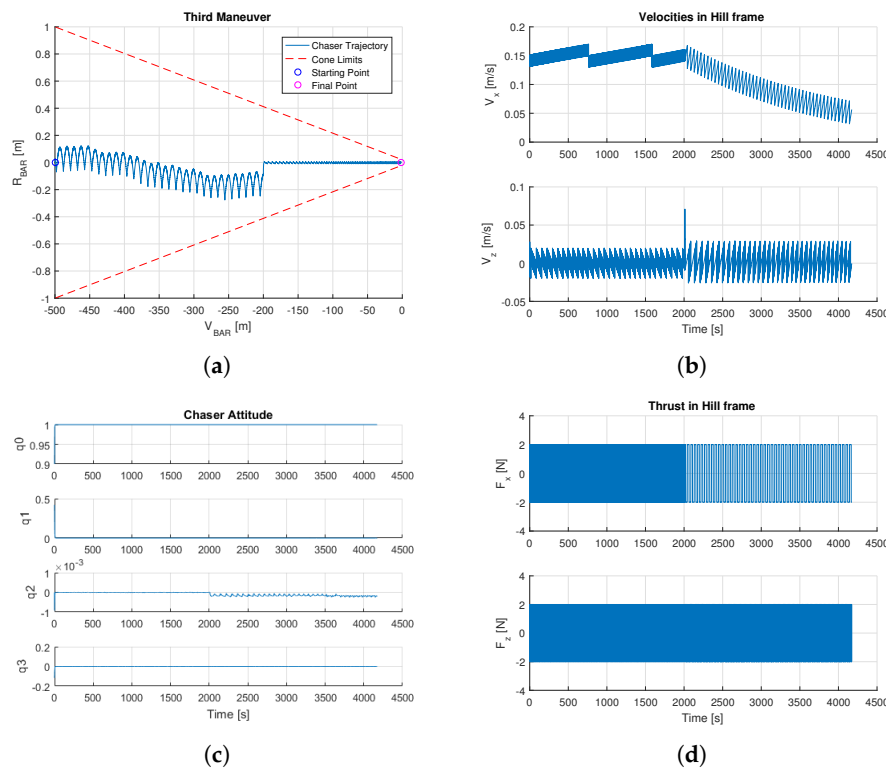 Third Maneuver
Chaser Trajectory
Cone Limits
Starting Point
Final Point
R_BAR [m]
1
0.8
0.6
0.4
0.2
0
-0.2
-0.4
-0.6
-0.8
-1
-500 -450 -400 -350 -300 -250 -200 -150 -100 -50 0
V_BAR [m]
(a)
Velocities in Hill frame
V_x [m/s]
0.2
0.15
0.1
0.05
0
0 500 1000 1500 2000 2500 3000 3500 4000 4500
V_z [m/s]
0.1
0.05
0
-0.05
0 500 1000 1500 2000 2500 3000 3500 4000 4500
Time [s]
(b)
Chaser Attitude
q0
1
0.95
0.9
0 500 1000 1500 2000 2500 3000 3500 4000 4500
q1
0.5
0
0 500 1000 1500 2000 2500 3000 3500 4000 4500
× 10^-3
q2
1
0
-1
0 500 1000 1500 2000 2500 3000 3500 4000 4500
q3
0.2
0
-0.2
0 500 1000 1500 2000 2500 3000 3500 4000 4500
Time [s]
(c)
Thrust in Hill frame
F_x [N]
4
2
0
-2
-4
0 500 1000 1500 2000 2500 3000 3500 4000 4500
F_z [N]
4
2
0
-2
-4
0 500 1000 1500 2000 2500 3000 3500 4000 4500
Time [s]
(d)